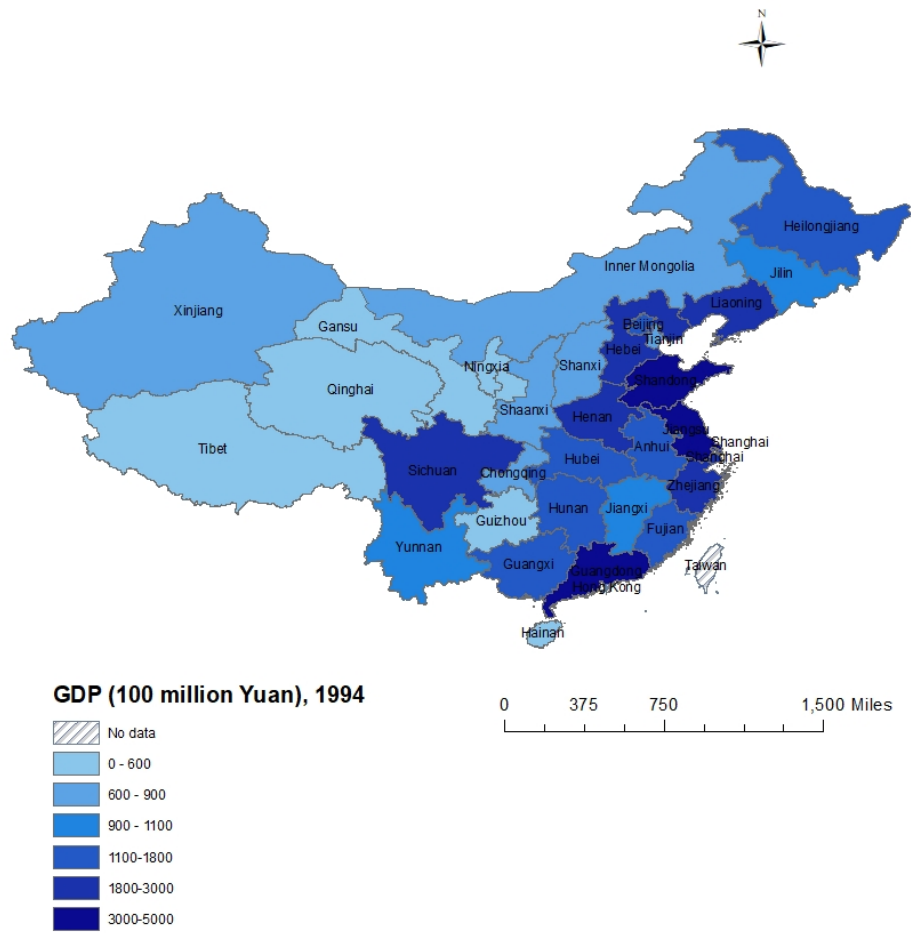 N
Heilongjiang
Inner Mongolia
Jilin
Xinjiang
Liaoning
Gansu
Beijing
Tianjin
Hebei
Ningxia
Shanxi
Qinghai
Shandong
Shaanxi
Henan
Jiangsu
Tibet
Shanghai
Anhui
Shanghai
Sichuan
Chongqing
Hubei
Zhejiang
Hunan
Jiangxi
Guizhou
Fujian
Yunnan
Guangxi
Taiwan
Guangdong
Hong Kong
Hainan
GDP (100 million Yuan), 1994
No data
0 - 600
600 - 900
900 - 1100
1100-1800
1800-3000
3000-5000
0 375 750 1,500 Miles